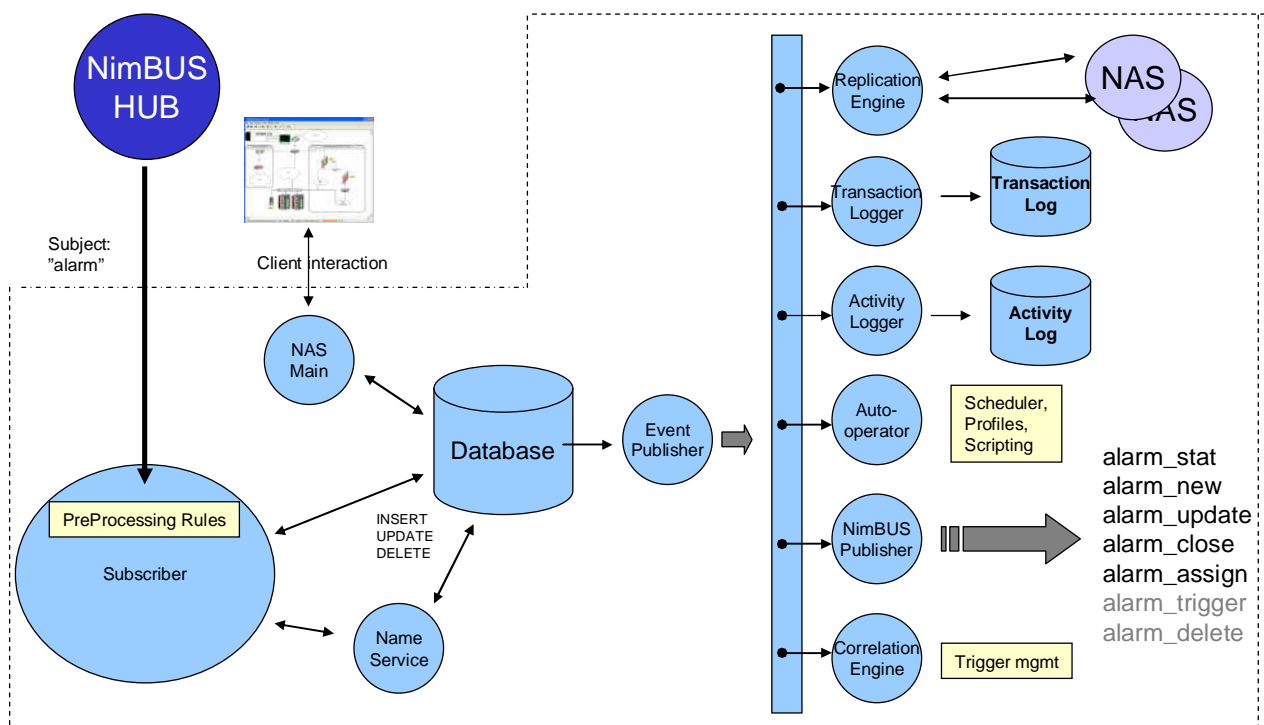 NimBUS
HUB
Subject:
”alarm”
Client interaction
NAS
Main
PreProcessing Rules
Subscriber
Database
INSERT
UPDATE
DELETE
Name
Service
Event
Publisher
Replication
Engine
NAS
NAS
Transaction
Logger
Transaction
Log
Activity
Logger
Activity
Log
Auto-
operator
Scheduler,
Profiles,
Scripting
NimBUS
Publisher
alarm_stat
alarm_new
alarm_update
alarm_close
alarm_assign
alarm_trigger
alarm_delete
Correlation
Engine
Trigger mgmt